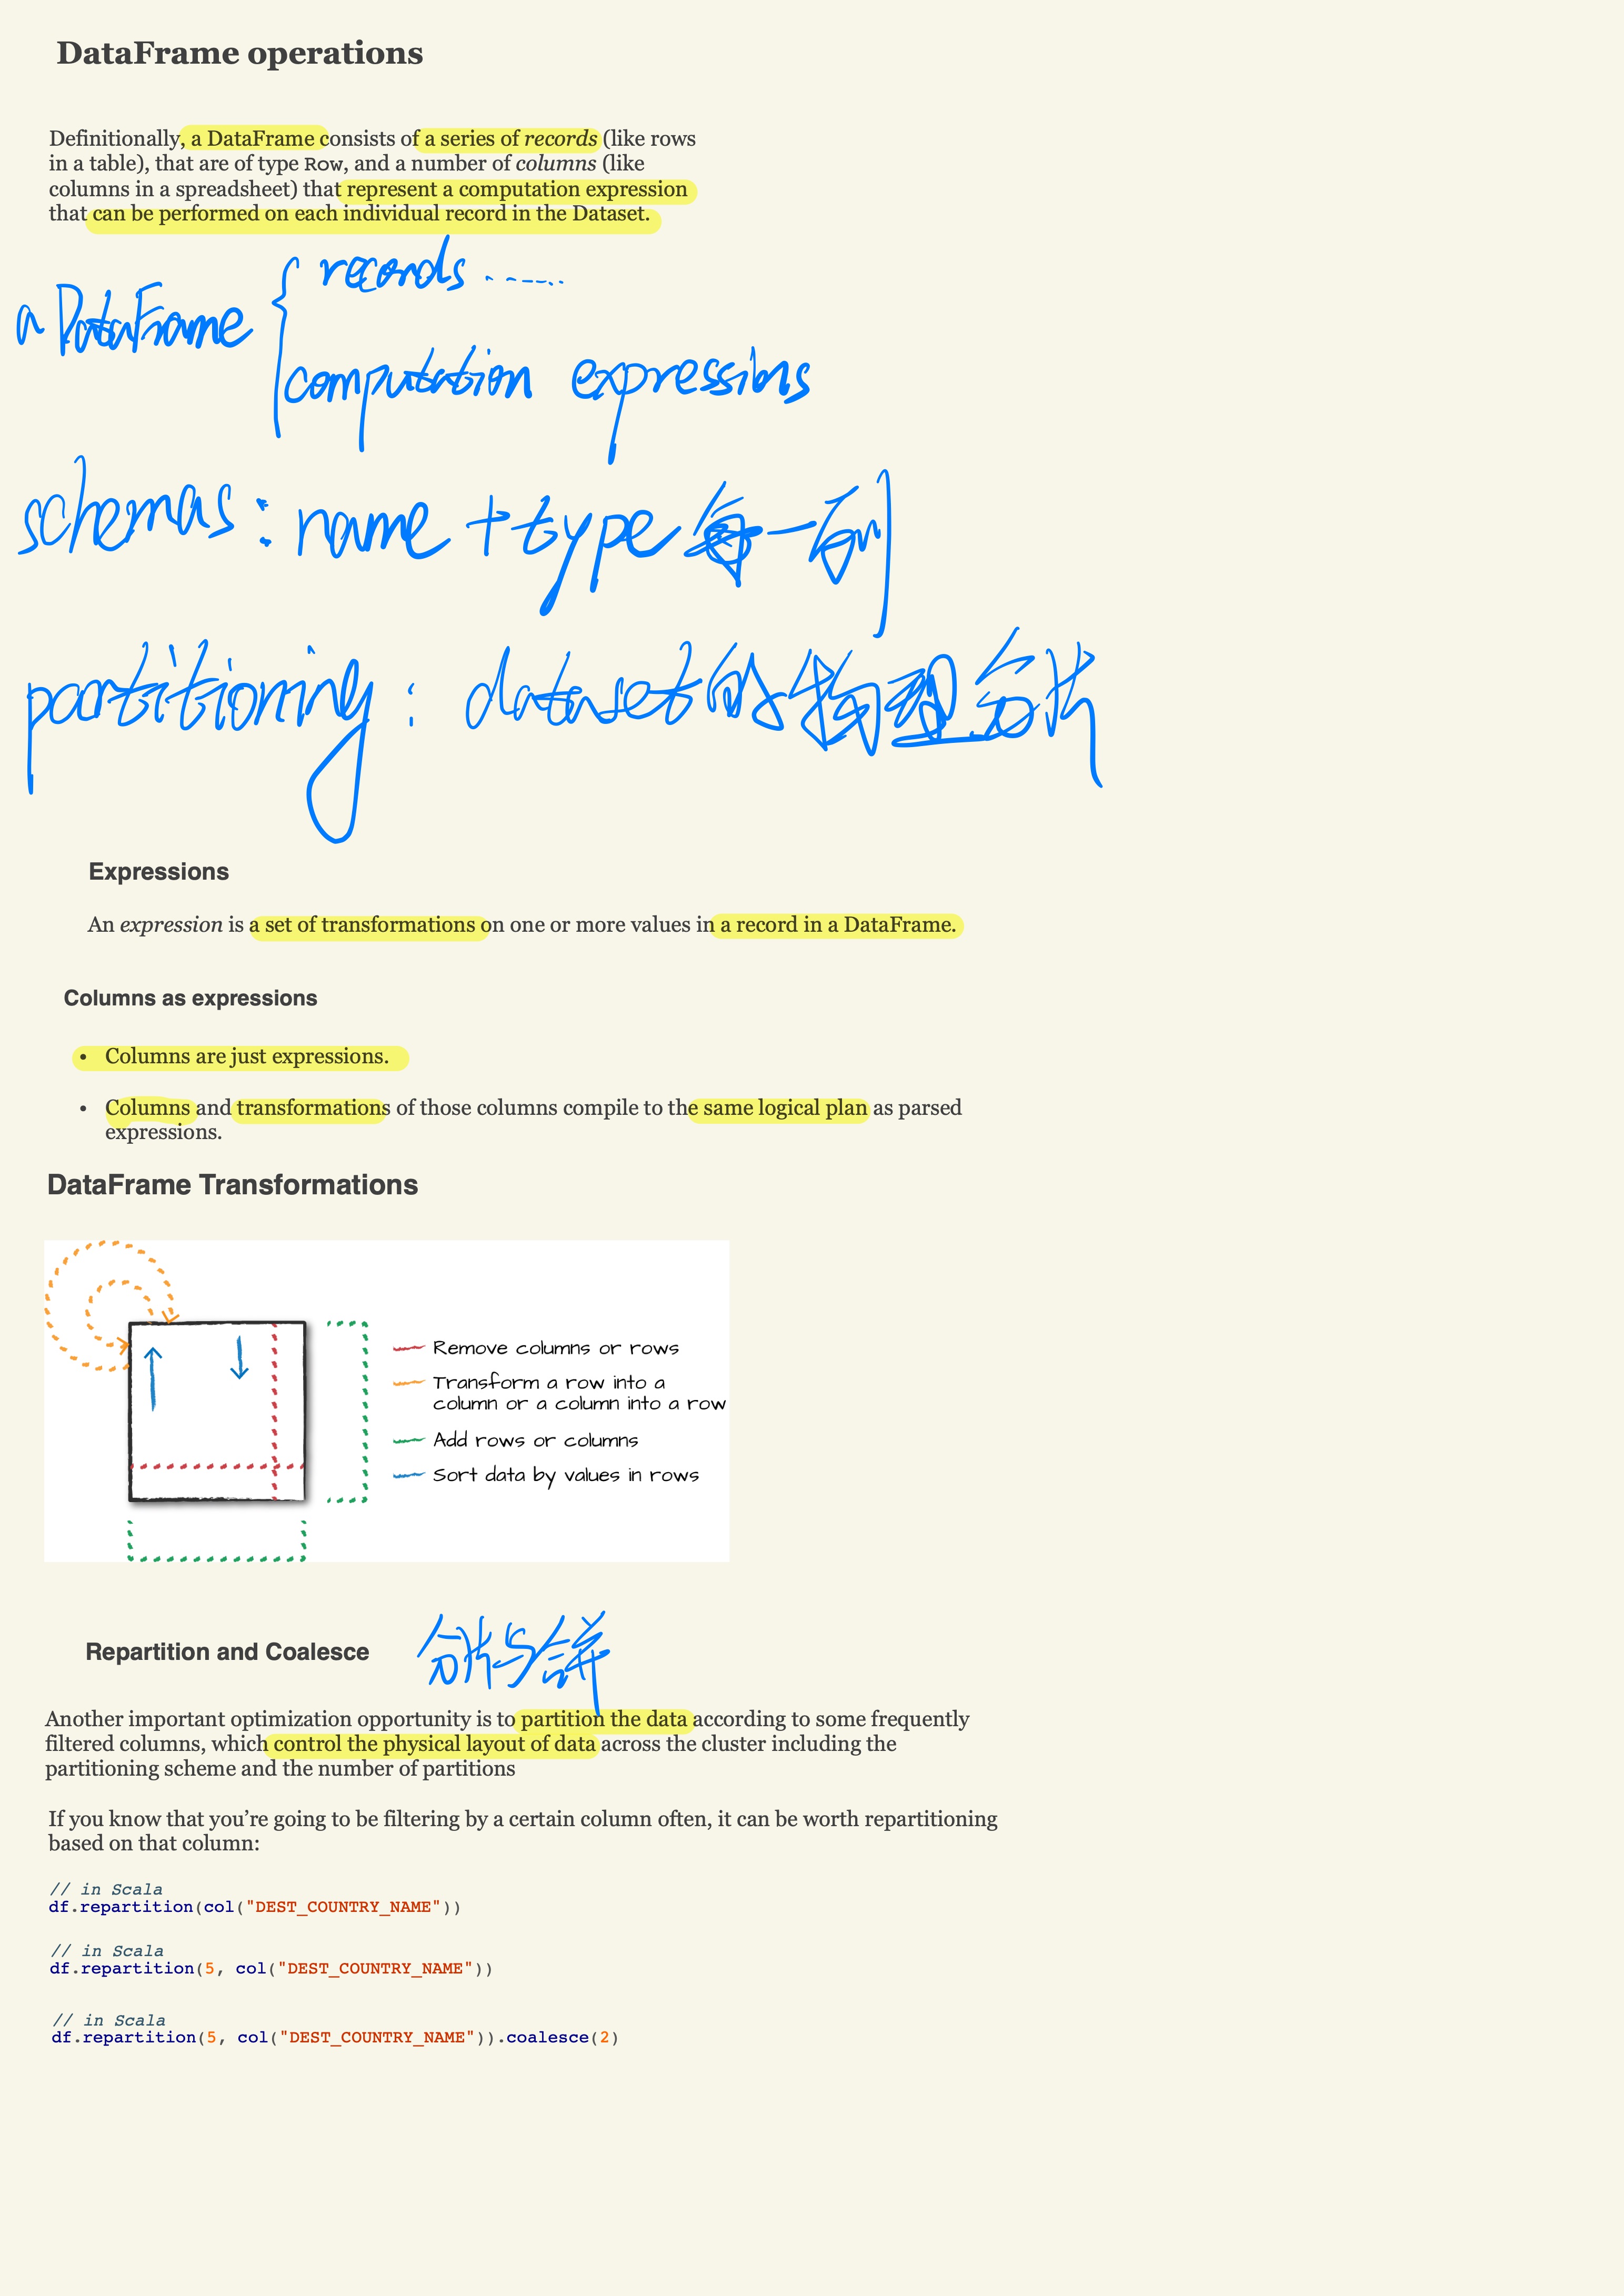 DataFrame operations
Definitionally, a DataFrame consists of a series of records (like rows
in a table), that are of type Row, and a number of columns (like
columns in a spreadsheet) that represent a computation expression
that can be performed on each individual record in the Dataset.
records ......
a DataFrame
computation expressions
schemas : name + type 每一列
partitioning : dataset的物理分片
Expressions
An expression is a set of transformations on one or more values in a record in a DataFrame.
Columns as expressions
• Columns are just expressions.
• Columns and transformations of those columns compile to the same logical plan as parsed
expressions.
DataFrame Transformations
Remove columns or rows
Transform a row into a
column or a column into a row
Add rows or columns
Sort data by values in rows
Repartition and Coalesce 分片与合并
Another important optimization opportunity is to partition the data according to some frequently
filtered columns, which control the physical layout of data across the cluster including the
partitioning scheme and the number of partitions
If you know that you’re going to be filtering by a certain column often, it can be worth repartitioning
based on that column:
// in Scala
df.repartition(col("DEST_COUNTRY_NAME"))
// in Scala
df.repartition(5, col("DEST_COUNTRY_NAME"))
// in Scala
df.repartition(5, col("DEST_COUNTRY_NAME")).coalesce(2)